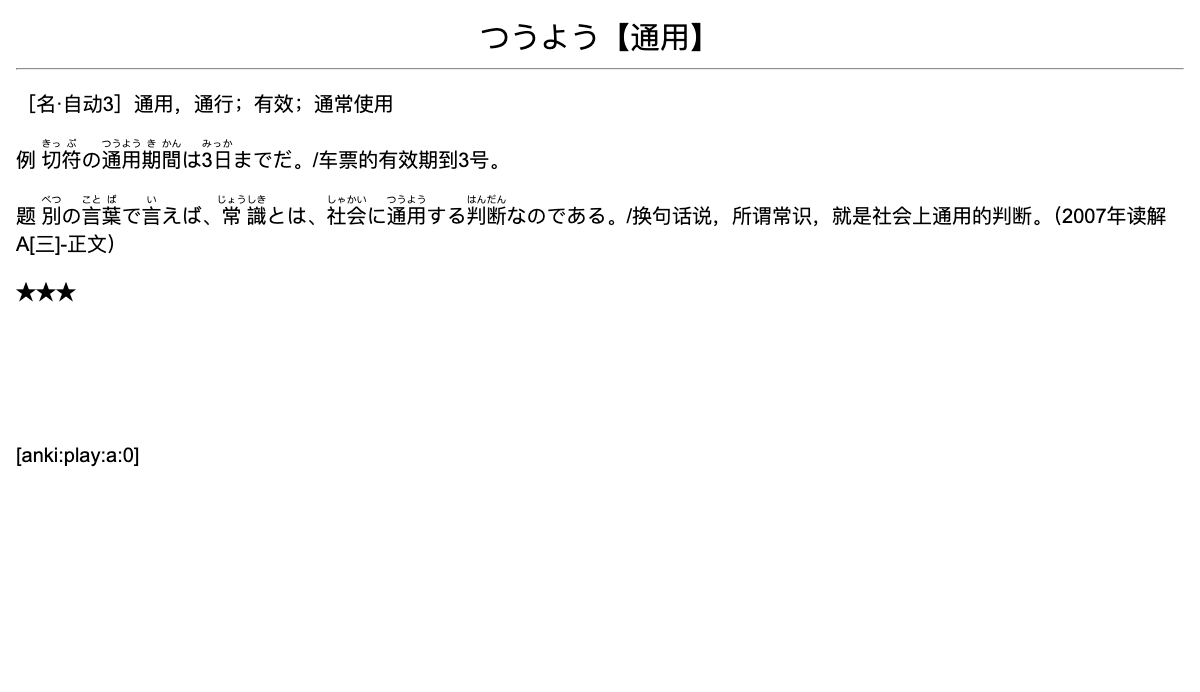 つうよう【通用】
［名·自动3］通用，通行；有效；通常使用
例 切符の通用期間は3日までだ。/车票的有效期到3号。
きっ ぷ つうよう き かん みっか
题 別の言葉で言えば、常識とは、社会に通用する判断なのである。/换句话说，所谓常识，就是社会上通用的判断。（2007年读解
べつ こと ば い じょうしき しゃかい つうよう はんだん
A[三]-正文）
★★★
[anki:play:a:0]